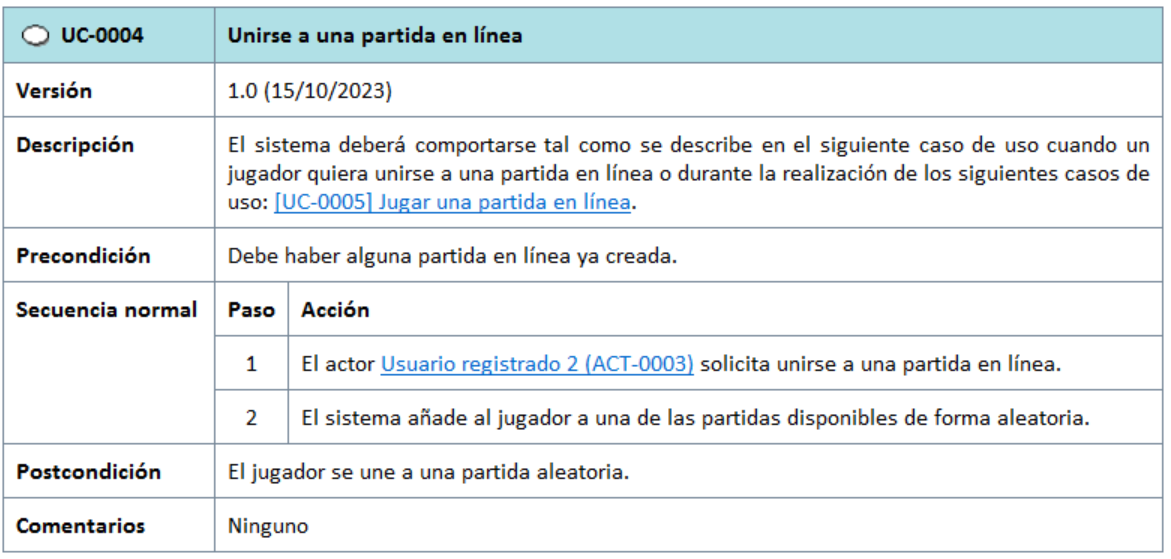 UC-0004 Unirse a una partida en línea
Versión 1.0 (15/10/2023)
Descripción El sistema deberá comportarse tal como se describe en el siguiente caso de uso cuando un
jugador quiera unirse a una partida en línea o durante la realización de los siguientes casos de
uso: [UC-0005] Jugar una partida en línea.
Precondición Debe haber alguna partida en línea ya creada.
Secuencia normal Paso Acción
1 El actor Usuario registrado 2 (ACT-0003) solicita unirse a una partida en línea.
2 El sistema añade al jugador a una de las partidas disponibles de forma aleatoria.
Postcondición El jugador se une a una partida aleatoria.
Comentarios Ninguno